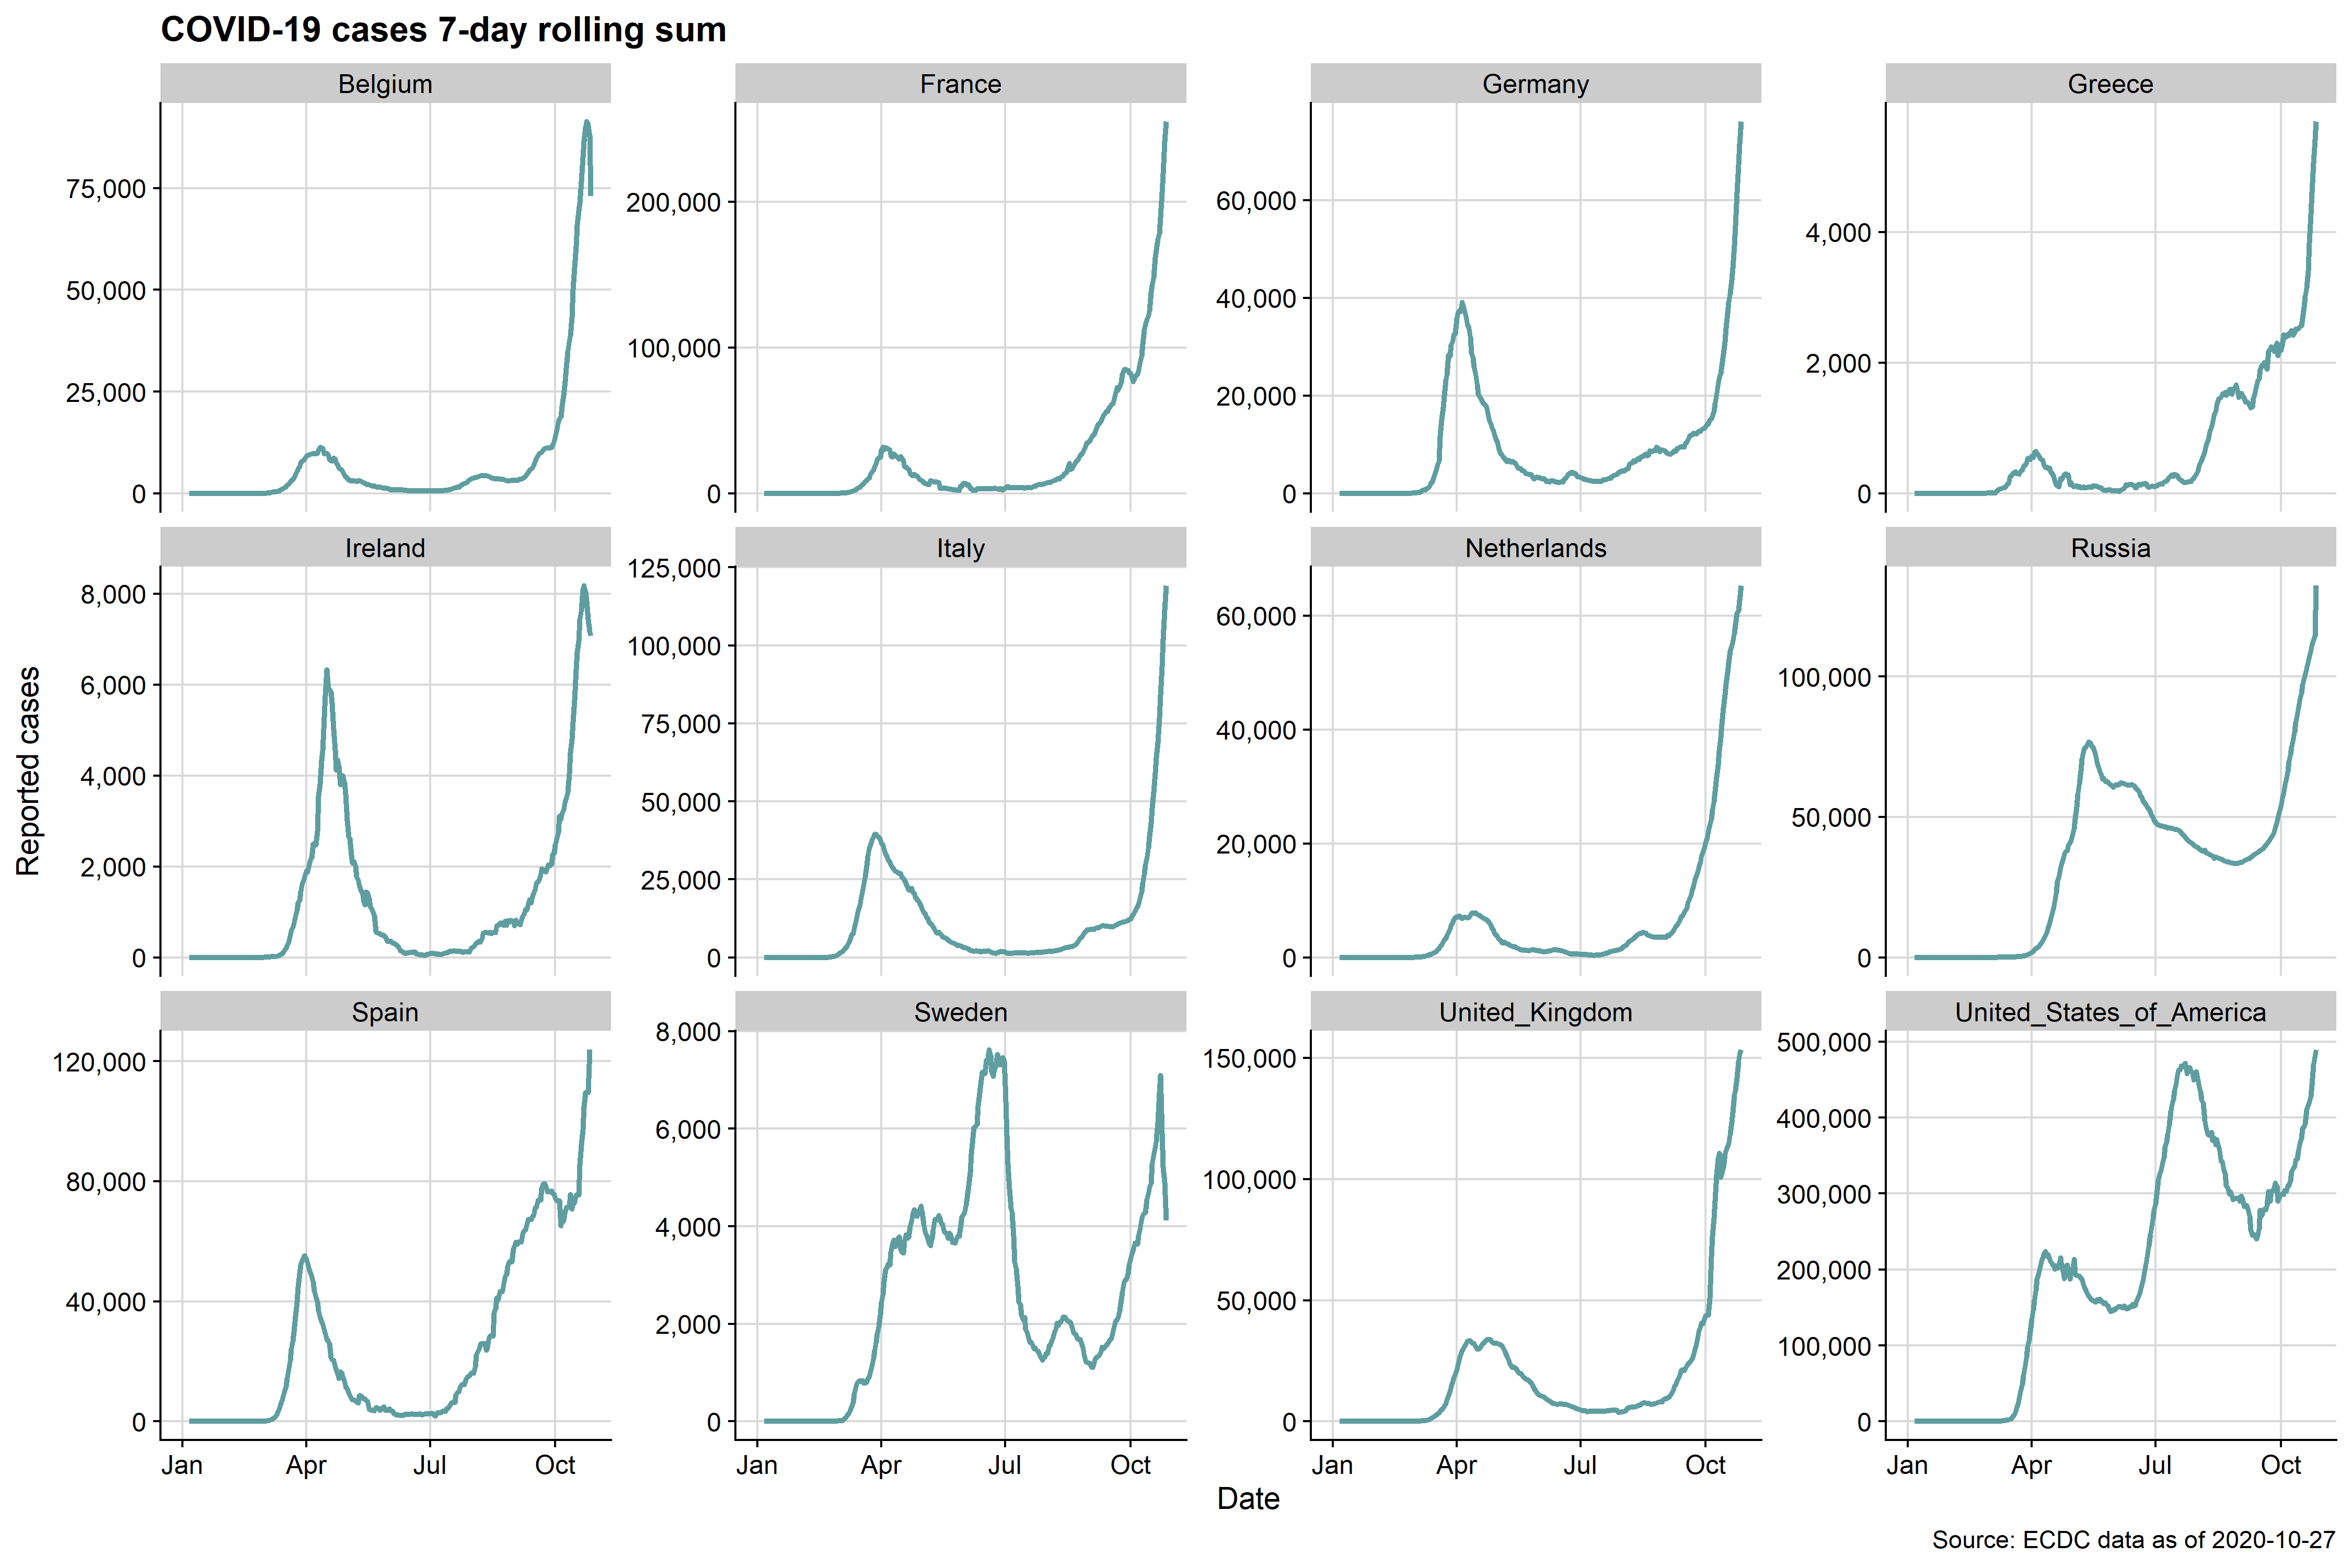 COVID-19 cases 7-day rolling sum
Belgium
France
Germany
Greece
75,000
50,000
25,000
0
200,000
100,000
0
60,000
40,000
20,000
0
4,000
2,000
0
Ireland
Italy
Netherlands
Russia
8,000
6,000
4,000
2,000
0
125,000
100,000
75,000
50,000
25,000
0
60,000
40,000
20,000
0
100,000
50,000
0
Spain
Sweden
United_Kingdom
United_States_of_America
120,000
80,000
40,000
0
8,000
6,000
4,000
2,000
0
150,000
100,000
50,000
0
500,000
400,000
300,000
200,000
100,000
0
Jan Apr Jul Oct
Jan Apr Jul Oct
Jan Apr Jul Oct
Jan Apr Jul Oct
Reported cases
Date
Source: ECDC data as of 2020-10-27